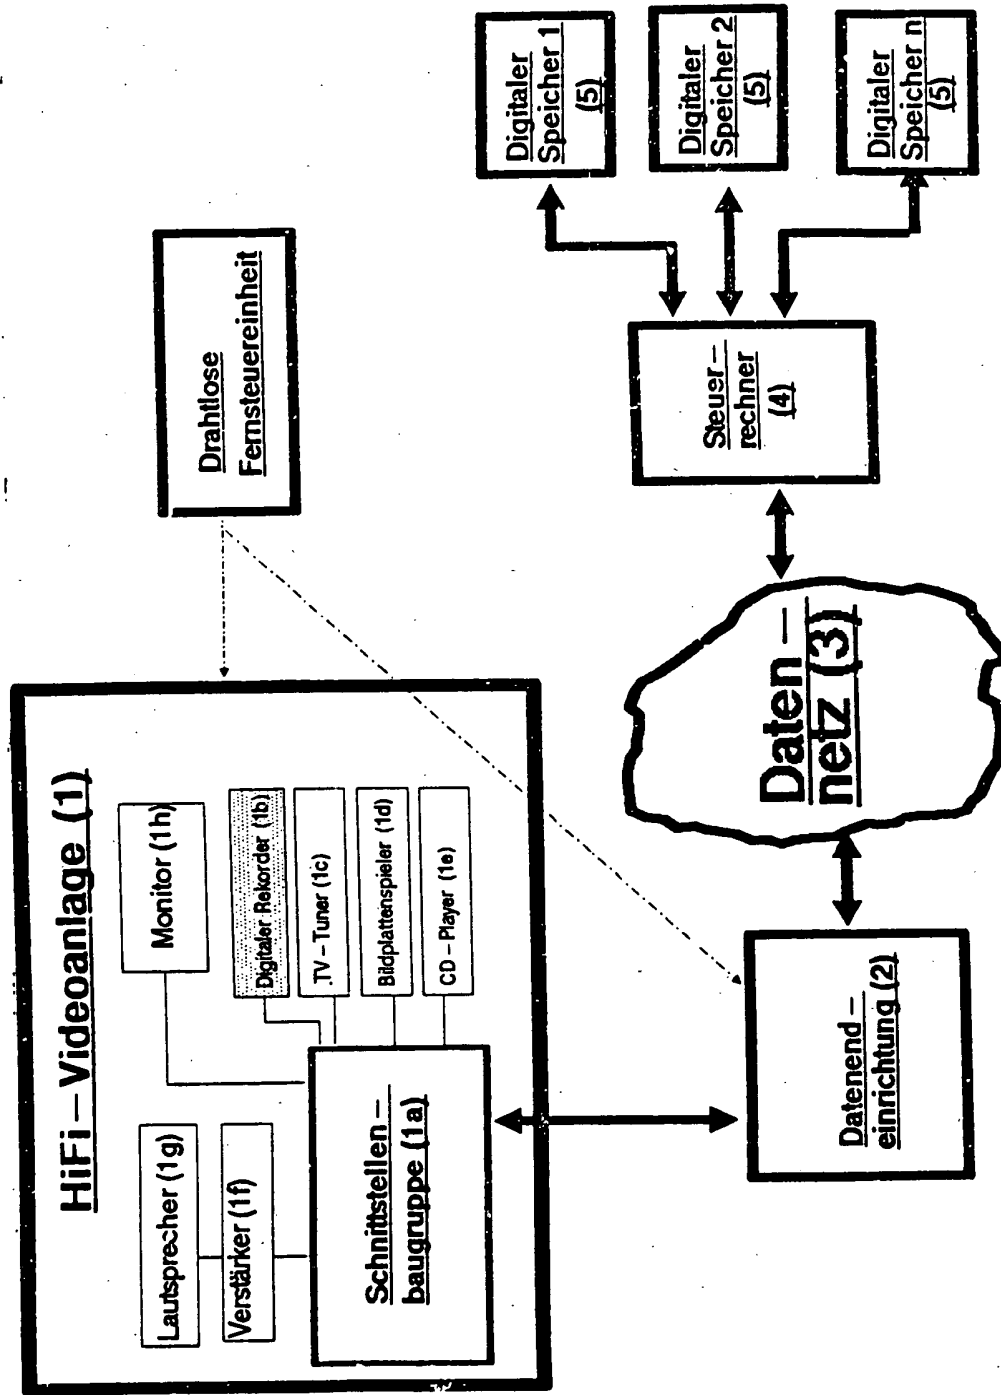 HiFi – Videoanlage (1)
Lautsprecher (1g)
Verstärker (1f)
Monitor (1h)
Digitaler Rekorder (1b)
TV – Tuner (1c)
Bildplattenspieler (1d)
CD – Player (1e)
Schnittstellen –
baugruppe (1a)
Drahtlose
Fernsteuereinheit
Datenend –
einrichtung (2)
Daten –
netz (3)
Steuer –
rechner
(4)
Digitaler
Speicher 1
(5)
Digitaler
Speicher 2
(5)
Digitaler
Speicher n
(5)